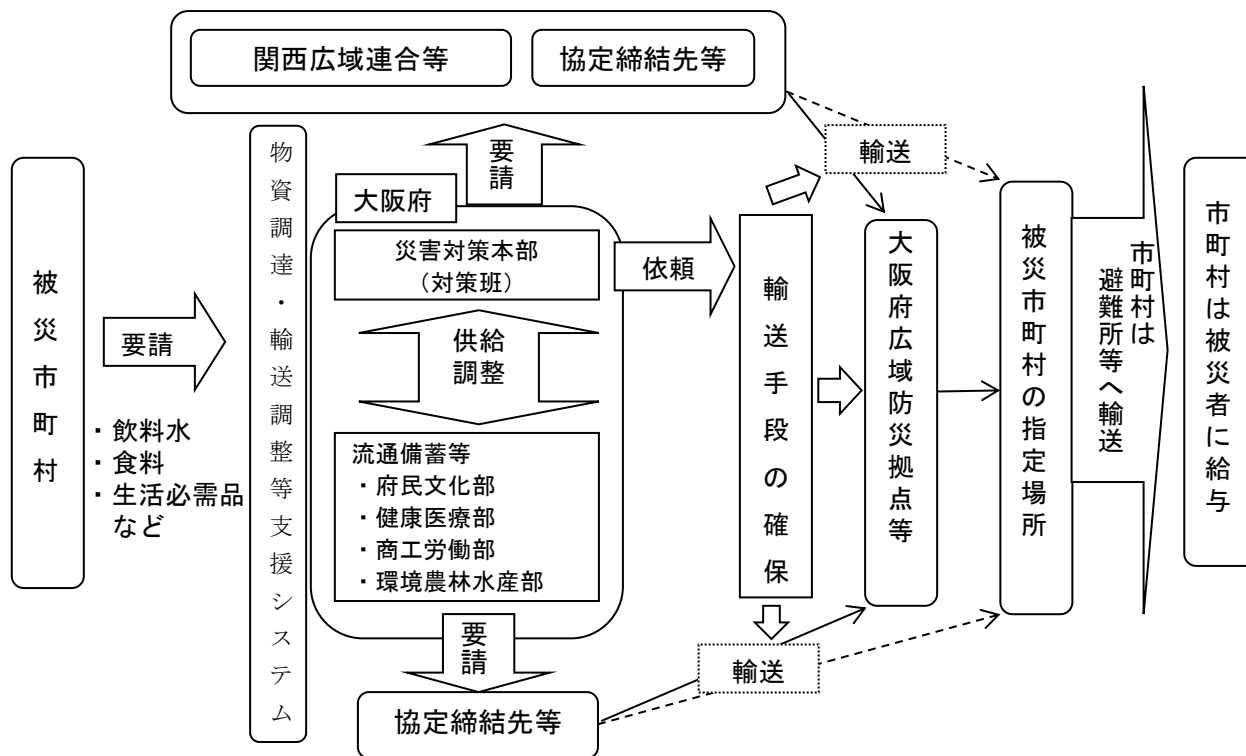 関西広域連合等
協定締結先等
要請
大阪府
災害対策本部
（対策班）
供給
調整
流通備蓄等
・府民文化部
・健康医療部
・商工労働部
・環境農林水産部
要請
協定締結先等
被災市町村
要請
・飲料水
・食料
・生活必需品
など
物資調達・輸送調整等支援システム
依頼
輸送手段の確保
輸送
輸送
大阪府広域防災拠点等
被災市町村の指定場所
市町村は
避難所等へ輸送
市町村は被災者に給与